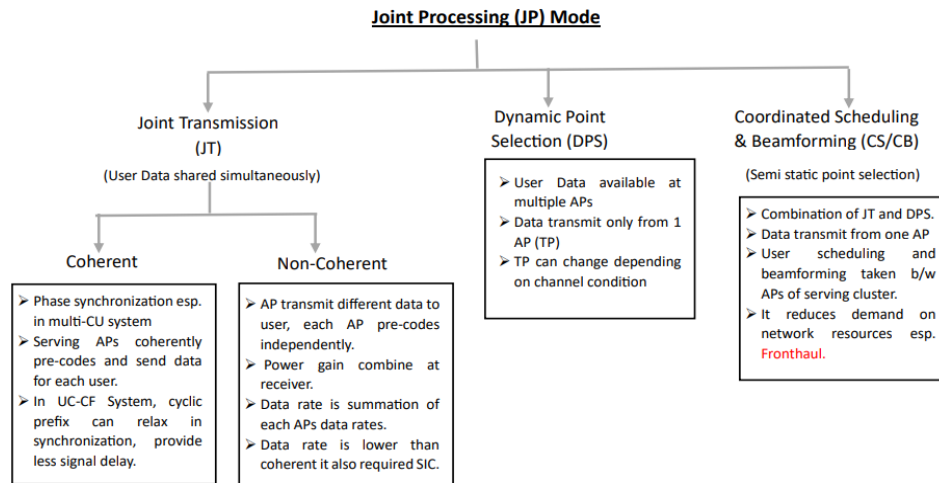 Joint Processing (JP) Mode
Joint Transmission
(JT)
(User Data shared simultaneously)
Coherent
➢ Phase synchronization esp.
in multi-CU system
➢ Serving APs coherently
pre-codes and send data
for each user.
➢ In UC-CF System, cyclic
prefix can relax in
synchronization, provide
less signal delay.
Non-Coherent
➢ AP transmit different data to
user, each AP pre-codes
independently.
➢ Power gain combine at
receiver.
➢ Data rate is summation of
each APs data rates.
➢ Data rate is lower than
coherent it also required SIC.
Dynamic Point
Selection (DPS)
➢ User Data available at
multiple APs
➢ Data transmit only from 1
AP (TP)
➢ TP can change depending
on channel condition
Coordinated Scheduling
& Beamforming (CS/CB)
(Semi static point selection)
➢ Combination of JT and DPS.
➢ Data transmit from one AP
➢ User scheduling and
beamforming taken b/w
APs of serving cluster.
➢ It reduces demand on
network resources esp.
Fronthaul.